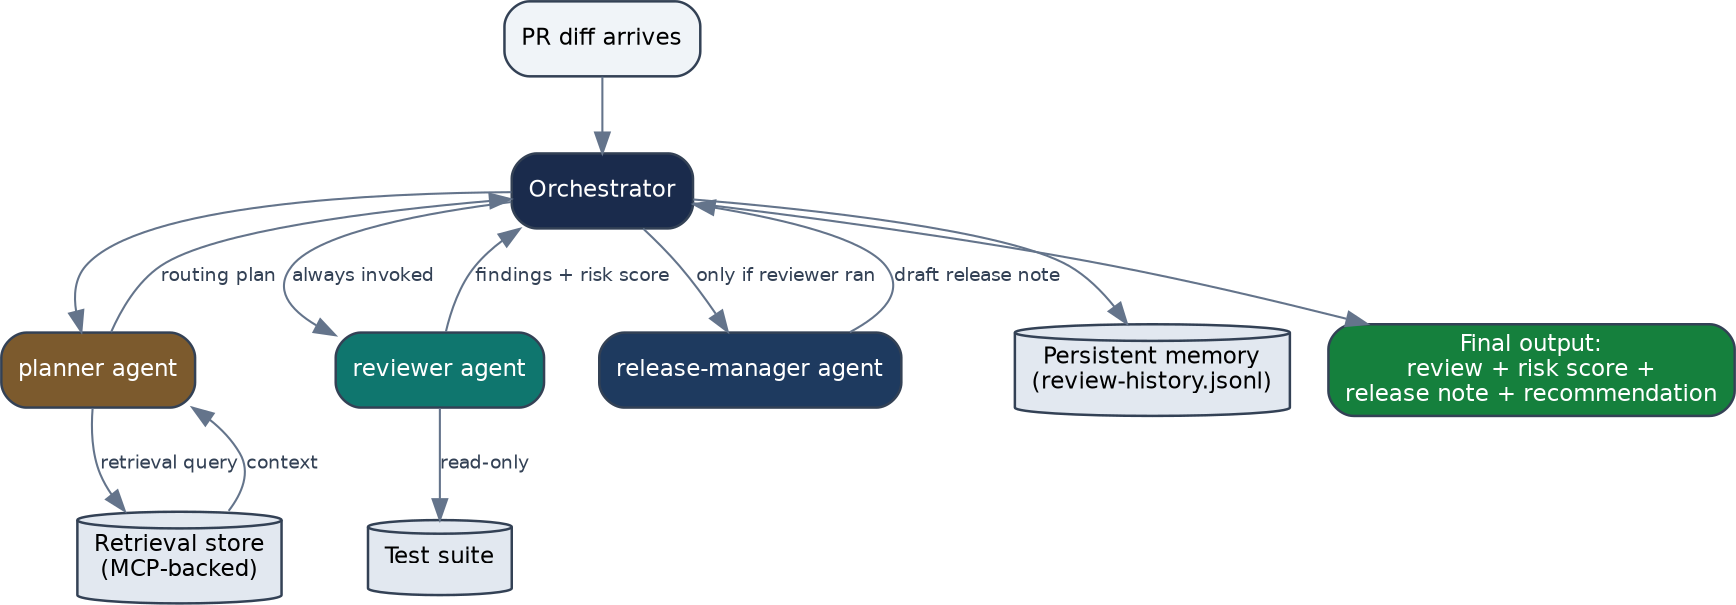 PR diff arrives
Orchestrator
routing plan
always invoked
findings + risk score
only if reviewer ran
draft release note
planner agent
reviewer agent
release-manager agent
Persistent memory
(review-history.jsonl)
Final output:
review + risk score +
release note + recommendation
retrieval query
context
read-only
Retrieval store
(MCP-backed)
Test suite